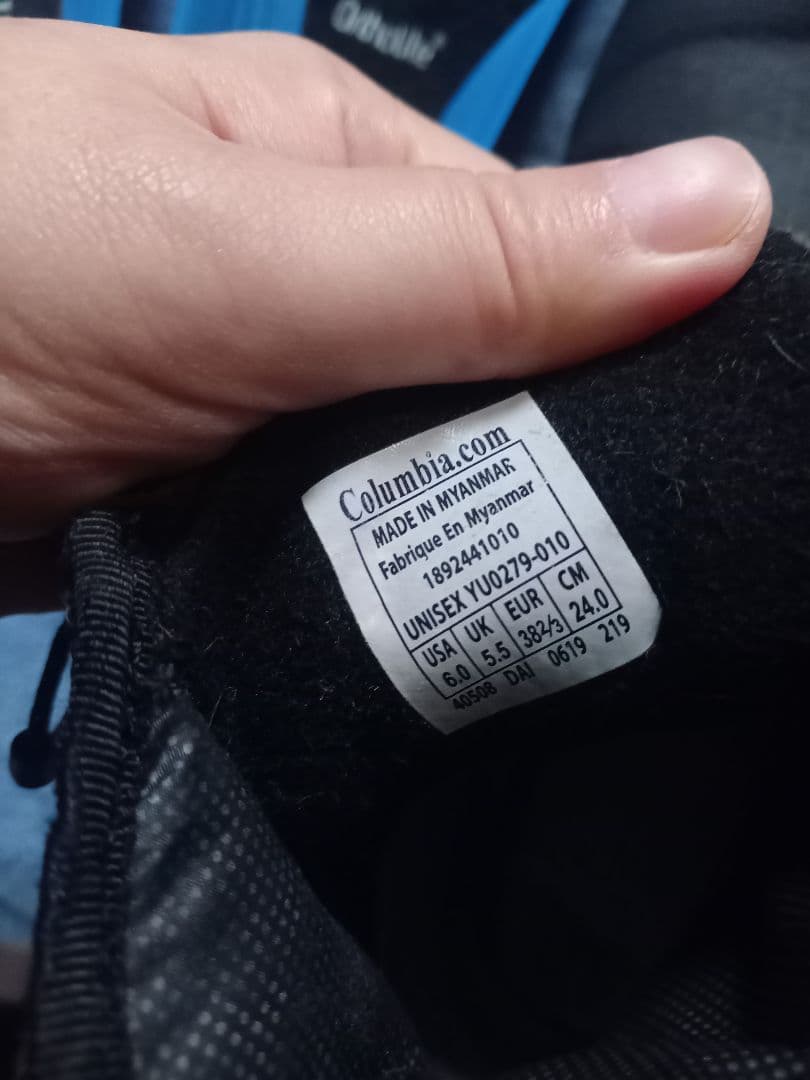 OrthoLite
Columbia.com
MADE IN MYANMAR
Fabrique En Myanmar
1892441010
UNISEX YU0279-010
USA UK EUR CM
6.0 5.5 382/3 24.0
40508 DAI 0619 219